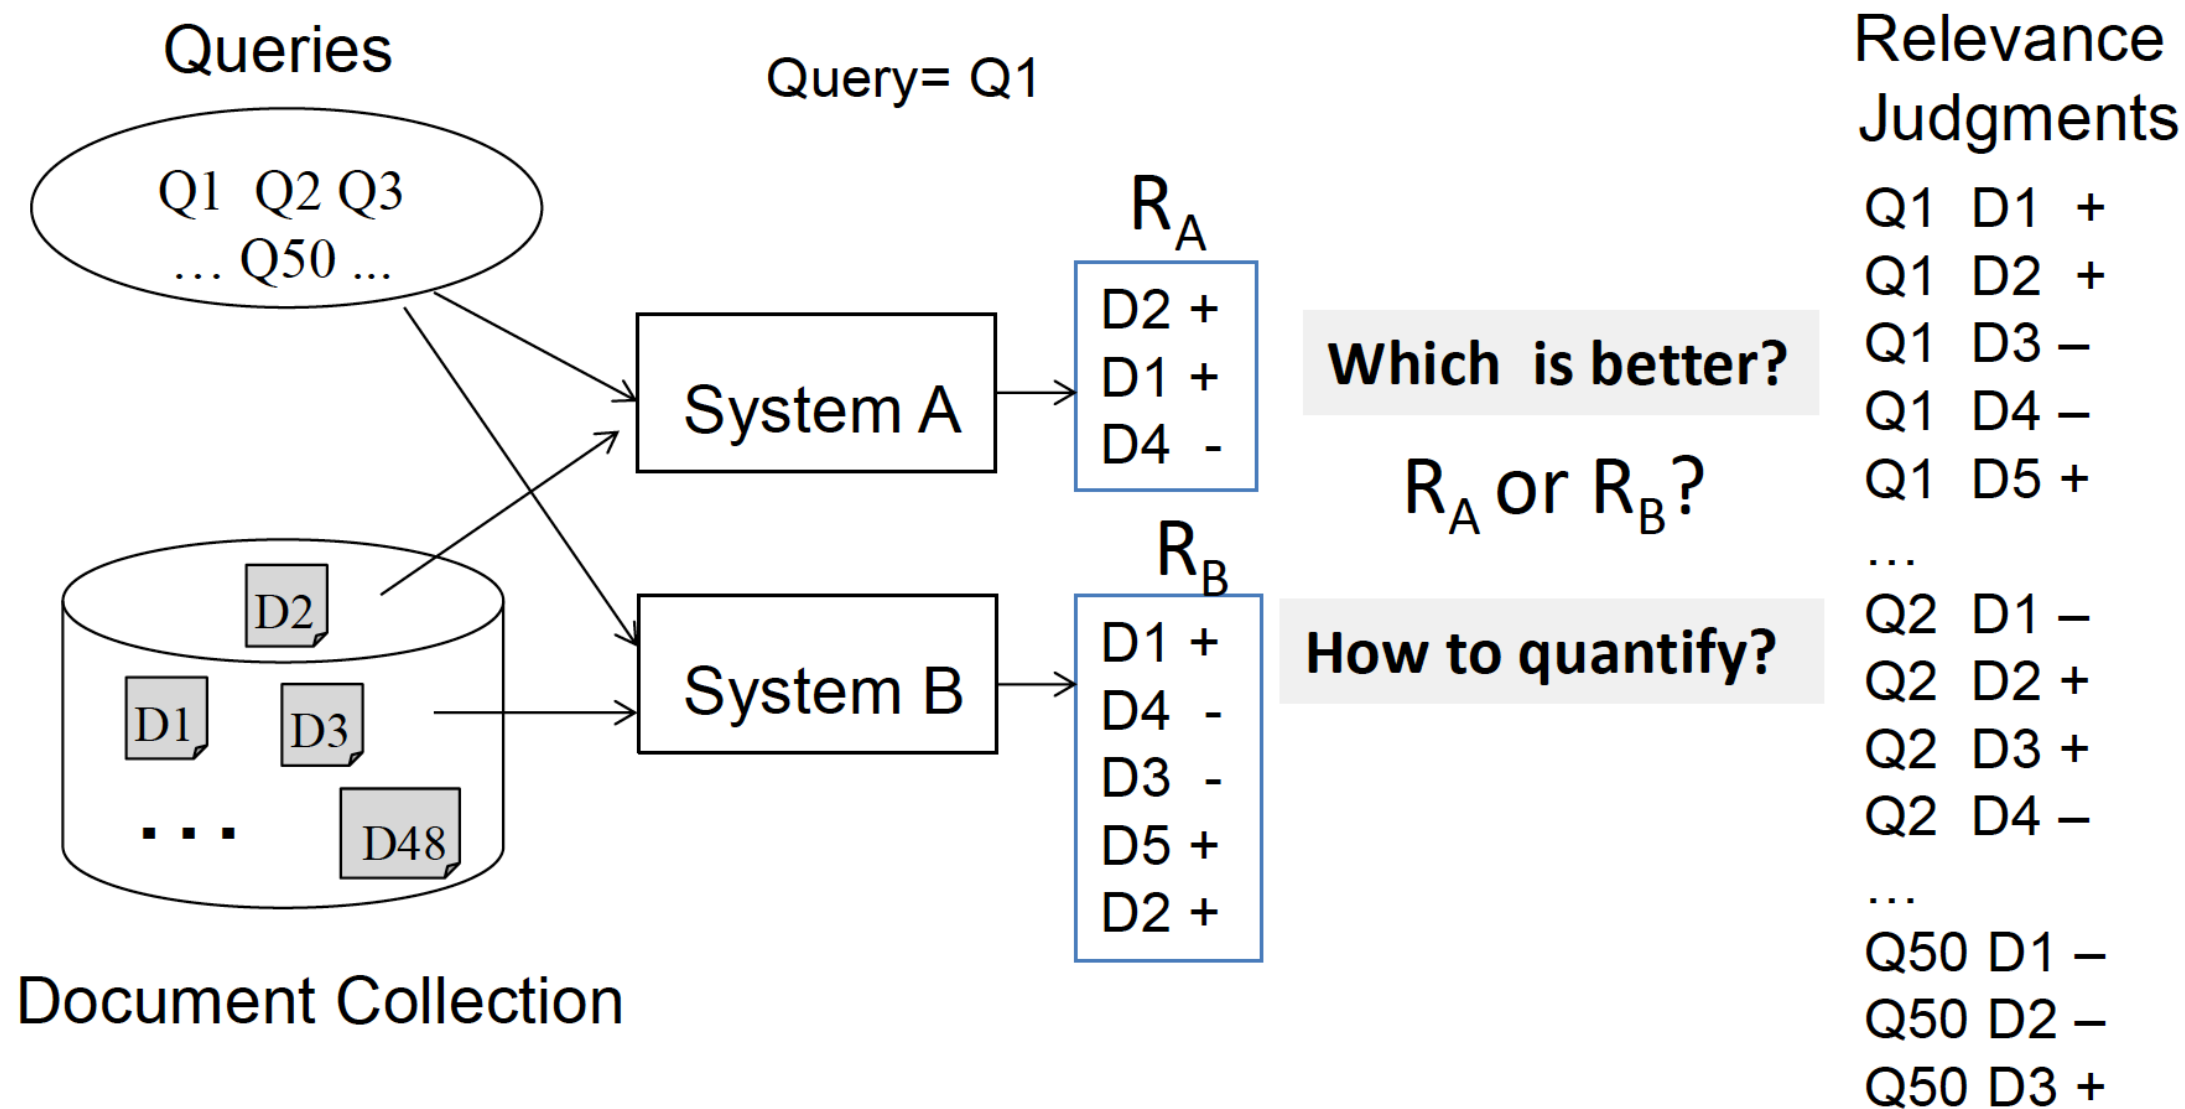 Queries
Q1 Q2 Q3
… Q50 ...
Query= Q1
System A
System B
D2
D1
D3
...
D48
Document Collection
RA
D2 +
D1 +
D4 -
RB
D1 +
D4 -
D3 -
D5 +
D2 +
Which is better?
RA or RB?
How to quantify?
Relevance
Judgments
Q1 D1 +
Q1 D2 +
Q1 D3 –
Q1 D4 –
Q1 D5 +
…
Q2 D1 –
Q2 D2 +
Q2 D3 +
Q2 D4 –
…
Q50 D1 –
Q50 D2 –
Q50 D3 +